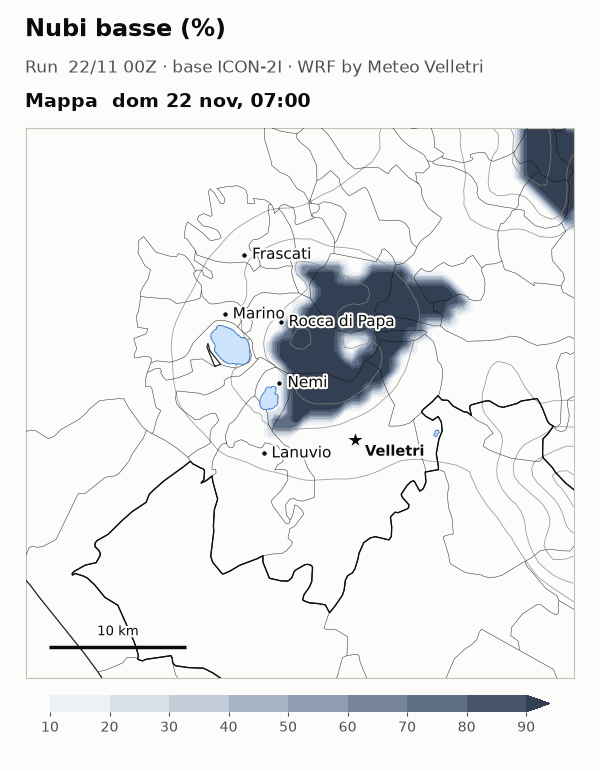 Nubi basse (%)
Run  22/11 00Z · base ICON-2I · WRF by Meteo Velletri
Mappa  dom 22 nov, 07:00
Frascati
Marino
Rocca di Papa
Nemi
Velletri
Lanuvio
10 km
10 20 30 40 50 60 70 80 90